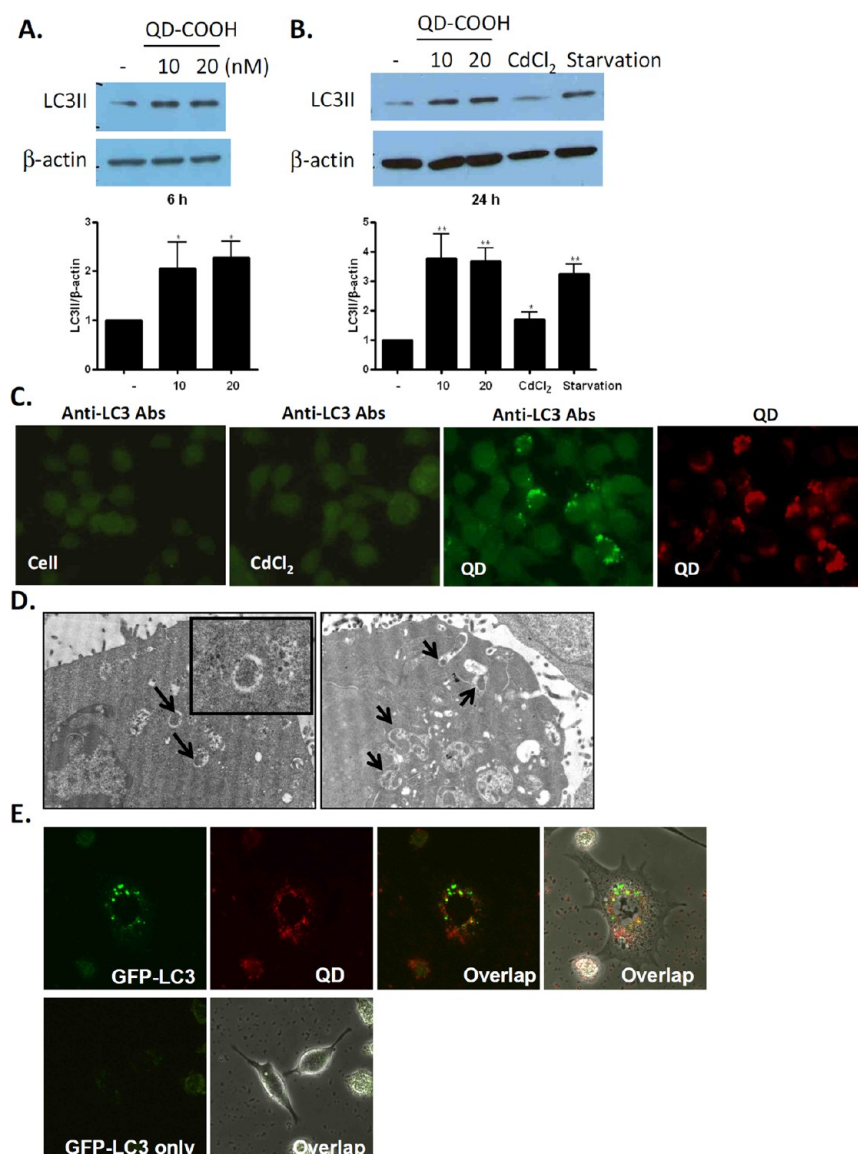 A.
QD-COOH
- 10 20 (nM)
LC3II
β-actin
6 h
LC3II/β-actin
3
2
1
0
- 10 20
B.
QD-COOH
- 10 20 CdCl₂ Starvation
LC3II
β-actin
24 h
LC3II/β-actin
5
4
3
2
1
0
* *
** ** * **
- 10 20 CdCl₂ Starvation
C.
Anti-LC3 Abs Anti-LC3 Abs Anti-LC3 Abs QD
Cell CdCl₂ QD QD
D.
E.
GFP-LC3 QD Overlap Overlap
GFP-LC3 only Overlap